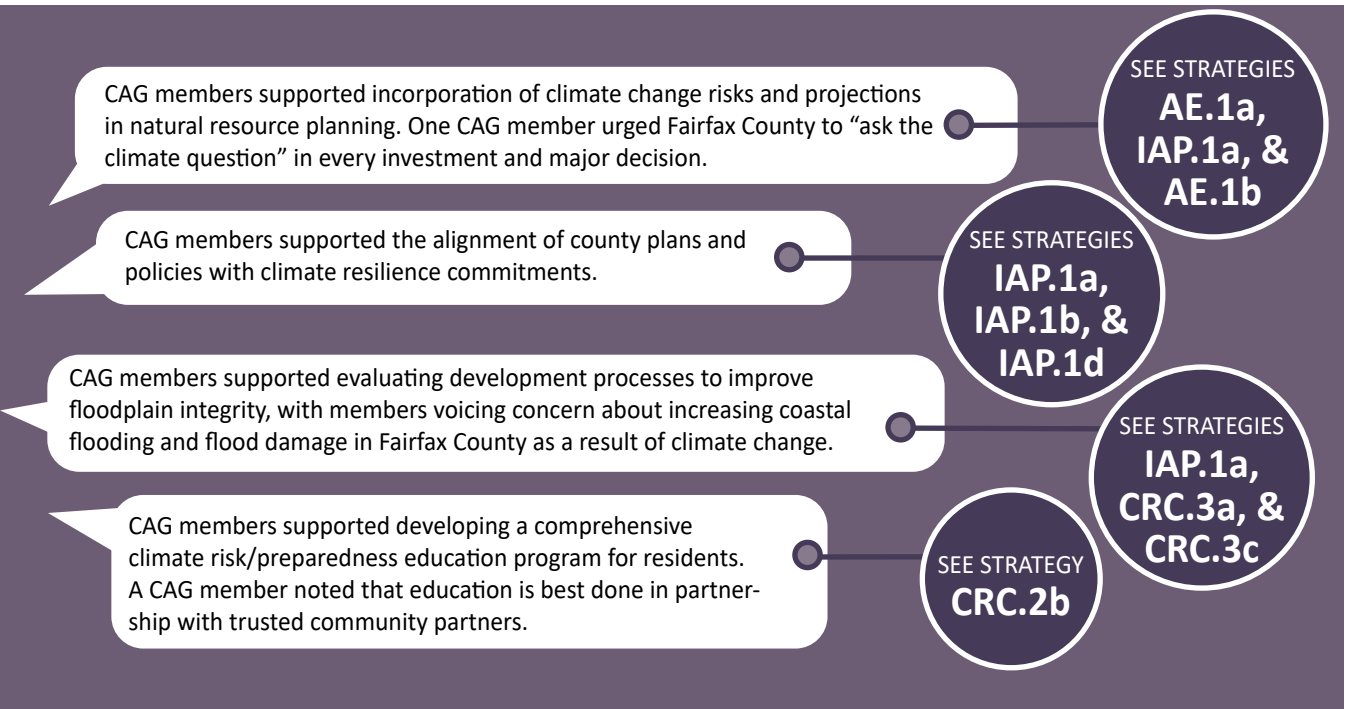 CAG members supported incorporation of climate change risks and projections
in natural resource planning. One CAG member urged Fairfax County to “ask the
climate question” in every investment and major decision.
SEE STRATEGIES
AE.1a,
IAP.1a, &
AE.1b
CAG members supported the alignment of county plans and
policies with climate resilience commitments.
SEE STRATEGIES
IAP.1a,
IAP.1b, &
IAP.1d
CAG members supported evaluating development processes to improve
floodplain integrity, with members voicing concern about increasing coastal
flooding and flood damage in Fairfax County as a result of climate change.
SEE STRATEGIES
IAP.1a,
CRC.3a, &
CRC.3c
CAG members supported developing a comprehensive
climate risk/preparedness education program for residents.
A CAG member noted that education is best done in partner-
ship with trusted community partners.
SEE STRATEGY
CRC.2b